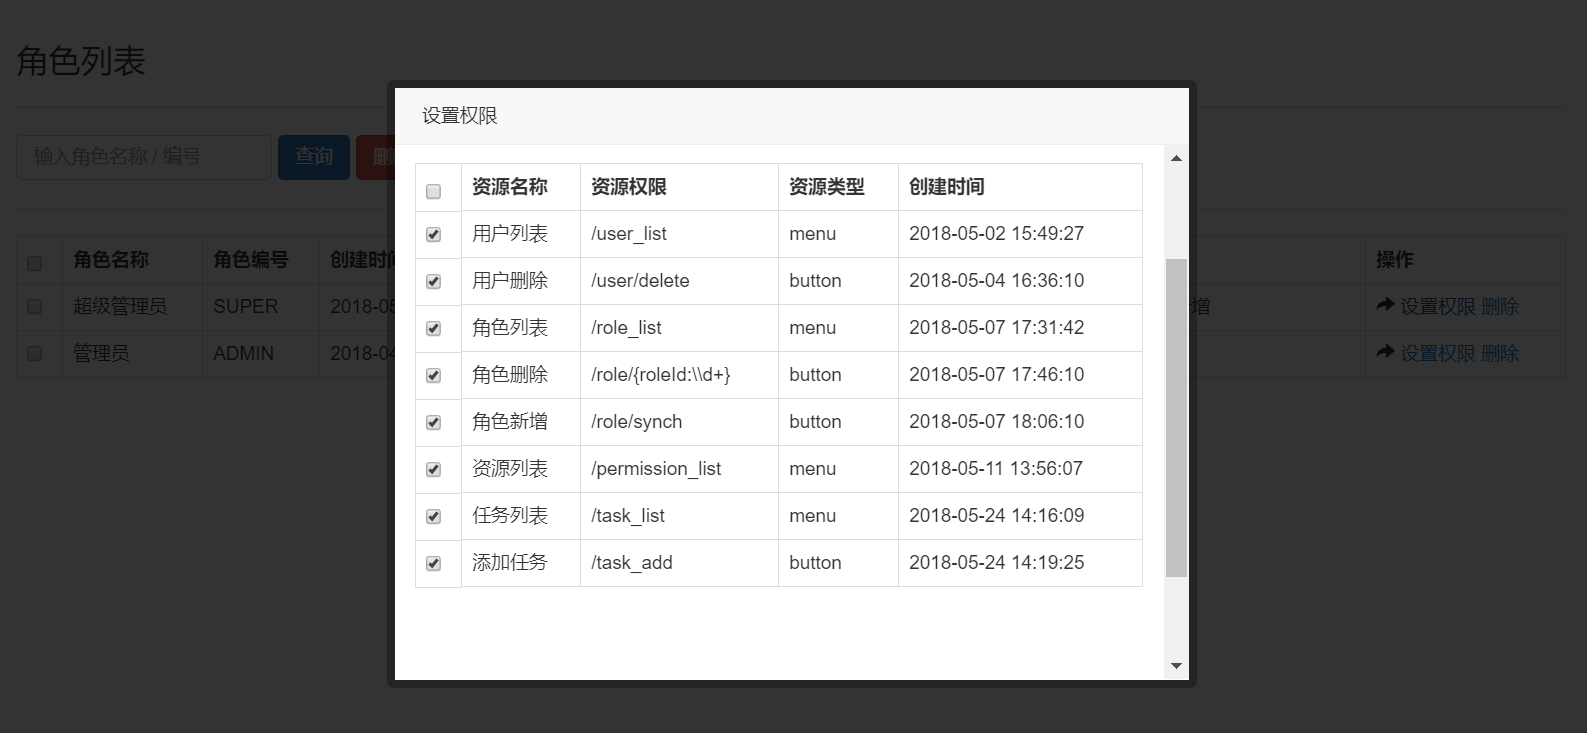 角色列表
输入角色名称 / 编号 查询 删
角色名称 角色编号 创建时间 操作
超级管理员 SUPER 2018-05 增 设置权限 删除
管理员 ADMIN 2018-04 设置权限 删除
设置权限
资源名称 资源权限 资源类型 创建时间
用户列表 /user_list menu 2018-05-02 15:49:27
用户删除 /user/delete button 2018-05-04 16:36:10
角色列表 /role_list menu 2018-05-07 17:31:42
角色删除 /role/{roleId:\\d+} button 2018-05-07 17:46:10
角色新增 /role/synch button 2018-05-07 18:06:10
资源列表 /permission_list menu 2018-05-11 13:56:07
任务列表 /task_list menu 2018-05-24 14:16:09
添加任务 /task_add button 2018-05-24 14:19:25